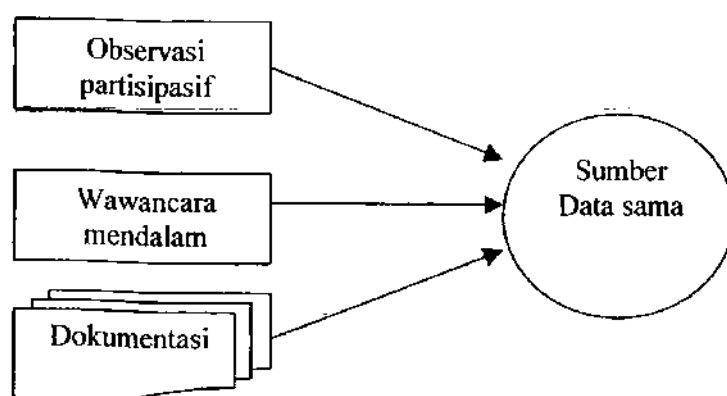 Observasi
partisipasif
Wawancara
mendalam
Dokumentasi
Sumber
Data sama